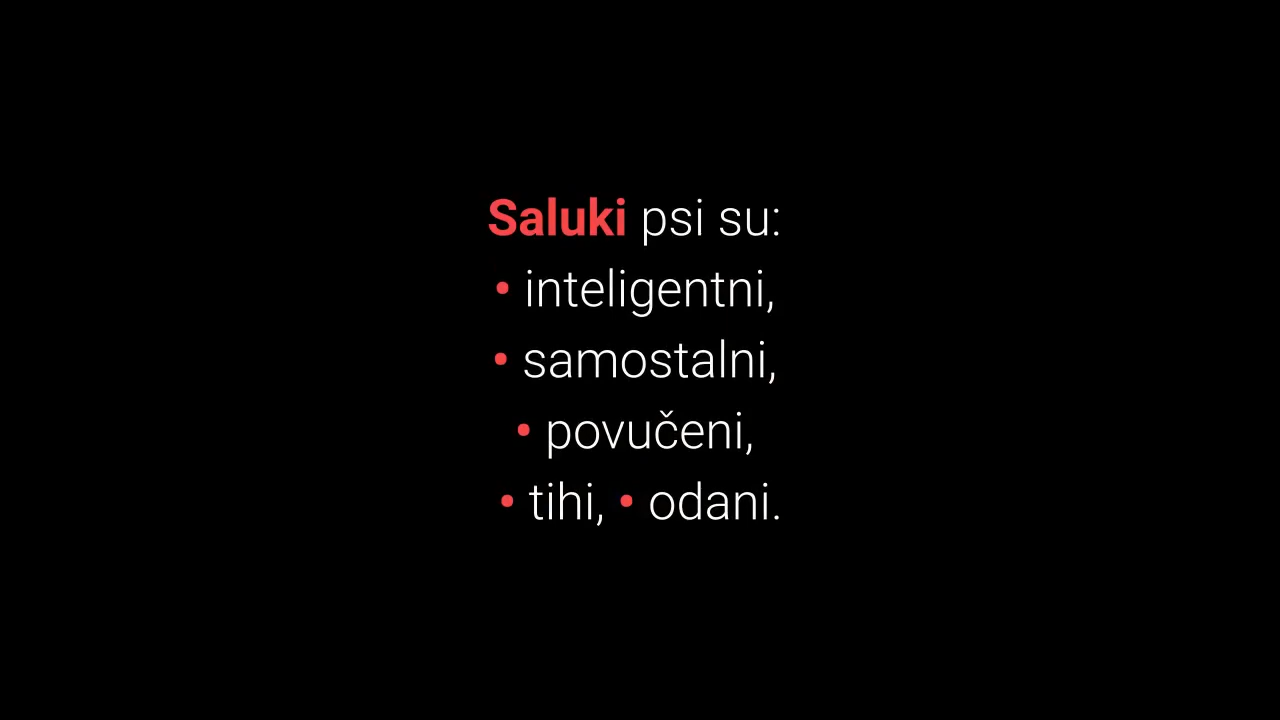 Saluki psi su:
• inteligentni,
• samostalni,
• povučeni,
• tihi, • odani.